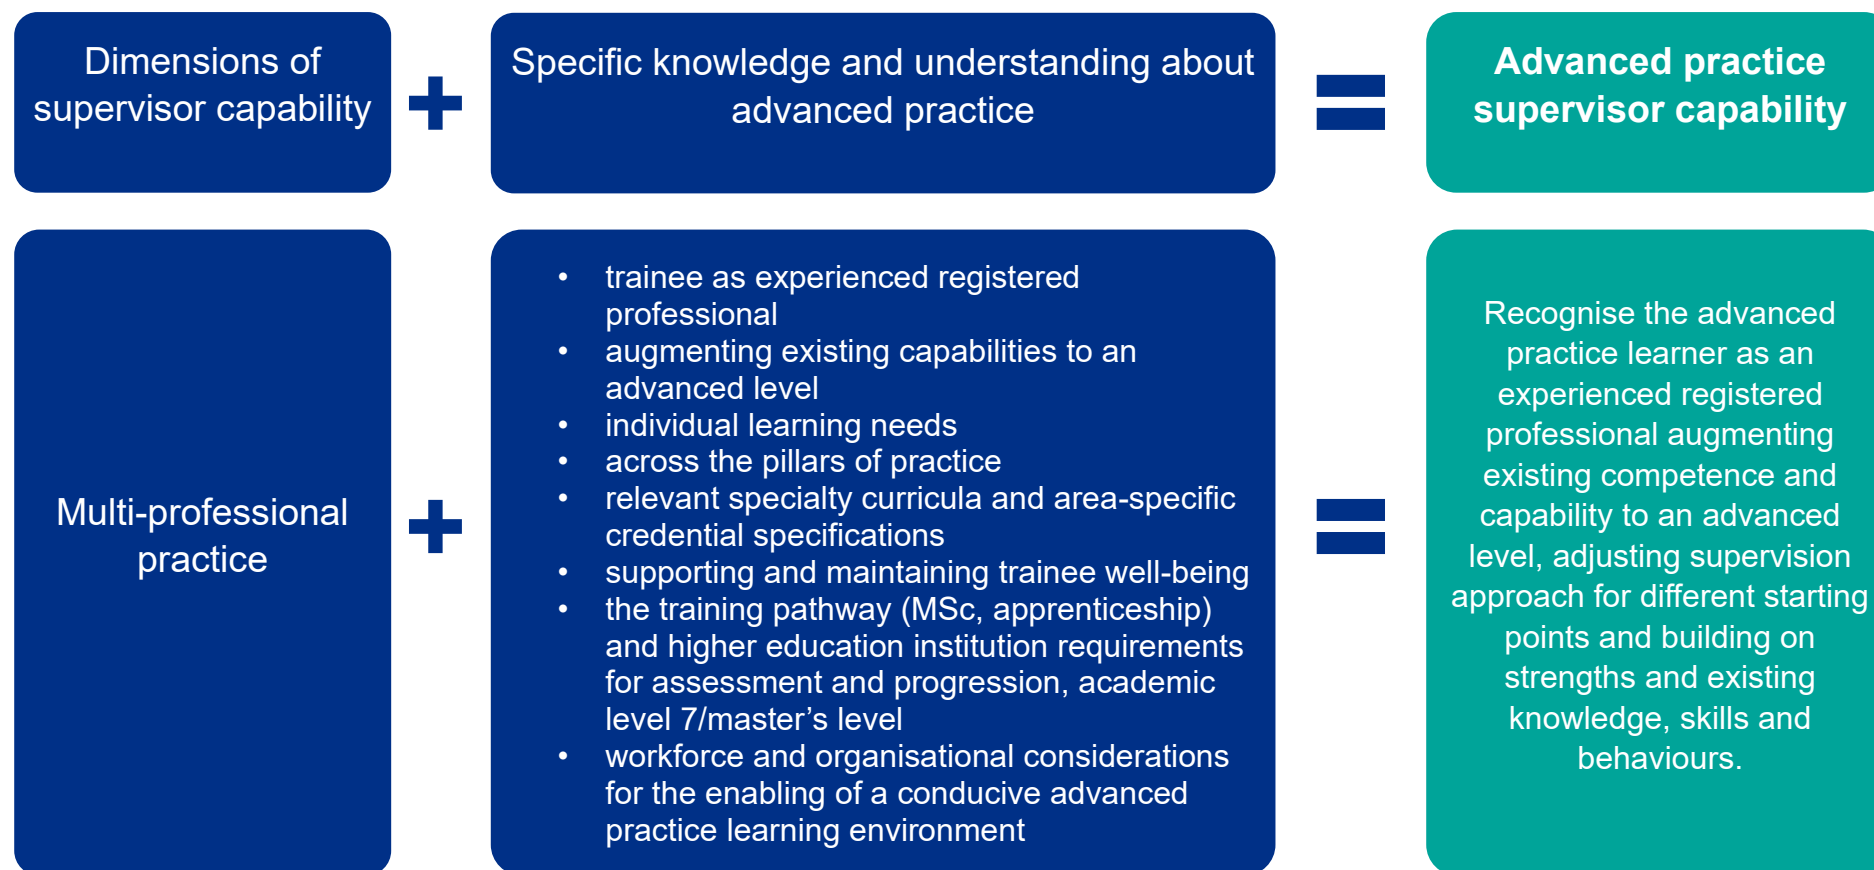 Dimensions of
supervisor capability
+
Specific knowledge and understanding about
advanced practice
=
Advanced practice
supervisor capability
Multi-professional
practice
+
• trainee as experienced registered
professional
• augmenting existing capabilities to an
advanced level
• individual learning needs
• across the pillars of practice
• relevant specialty curricula and area-specific
credential specifications
• supporting and maintaining trainee well-being
• the training pathway (MSc, apprenticeship)
and higher education institution requirements
for assessment and progression, academic
level 7/master’s level
• workforce and organisational considerations
for the enabling of a conducive advanced
practice learning environment
=
Recognise the advanced
practice learner as an
experienced registered
professional augmenting
existing competence and
capability to an advanced
level, adjusting supervision
approach for different starting
points and building on
strengths and existing
knowledge, skills and
behaviours.